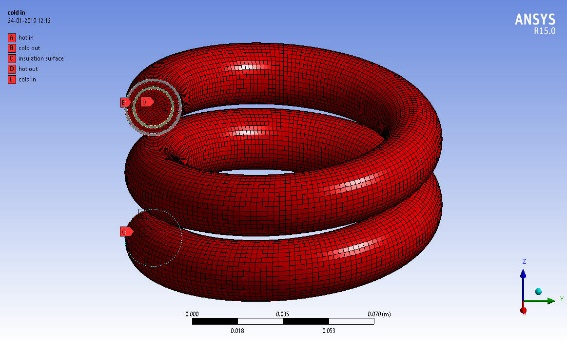 cold in
A hot in
B cold out
C insulation surface
D hot out
cold in
ANSYS
R15.0
Z
Y
0.000
0.035
0.070 (m)
0.018
0.053